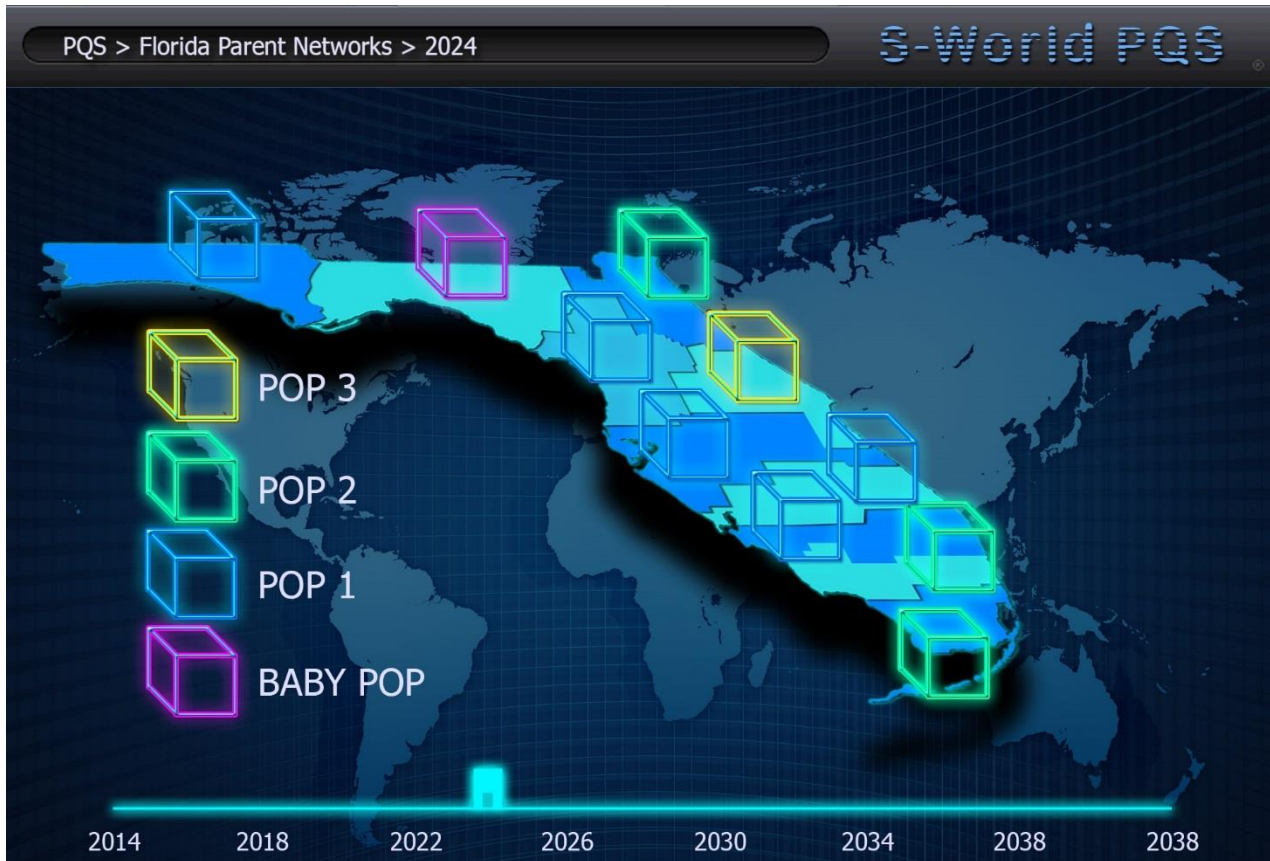 PQS > Florida Parent Networks > 2024
S-World PQS
®
POP 3
POP 2
POP 1
BABY POP
2014 2018 2022 2026 2030 2034 2038 2038